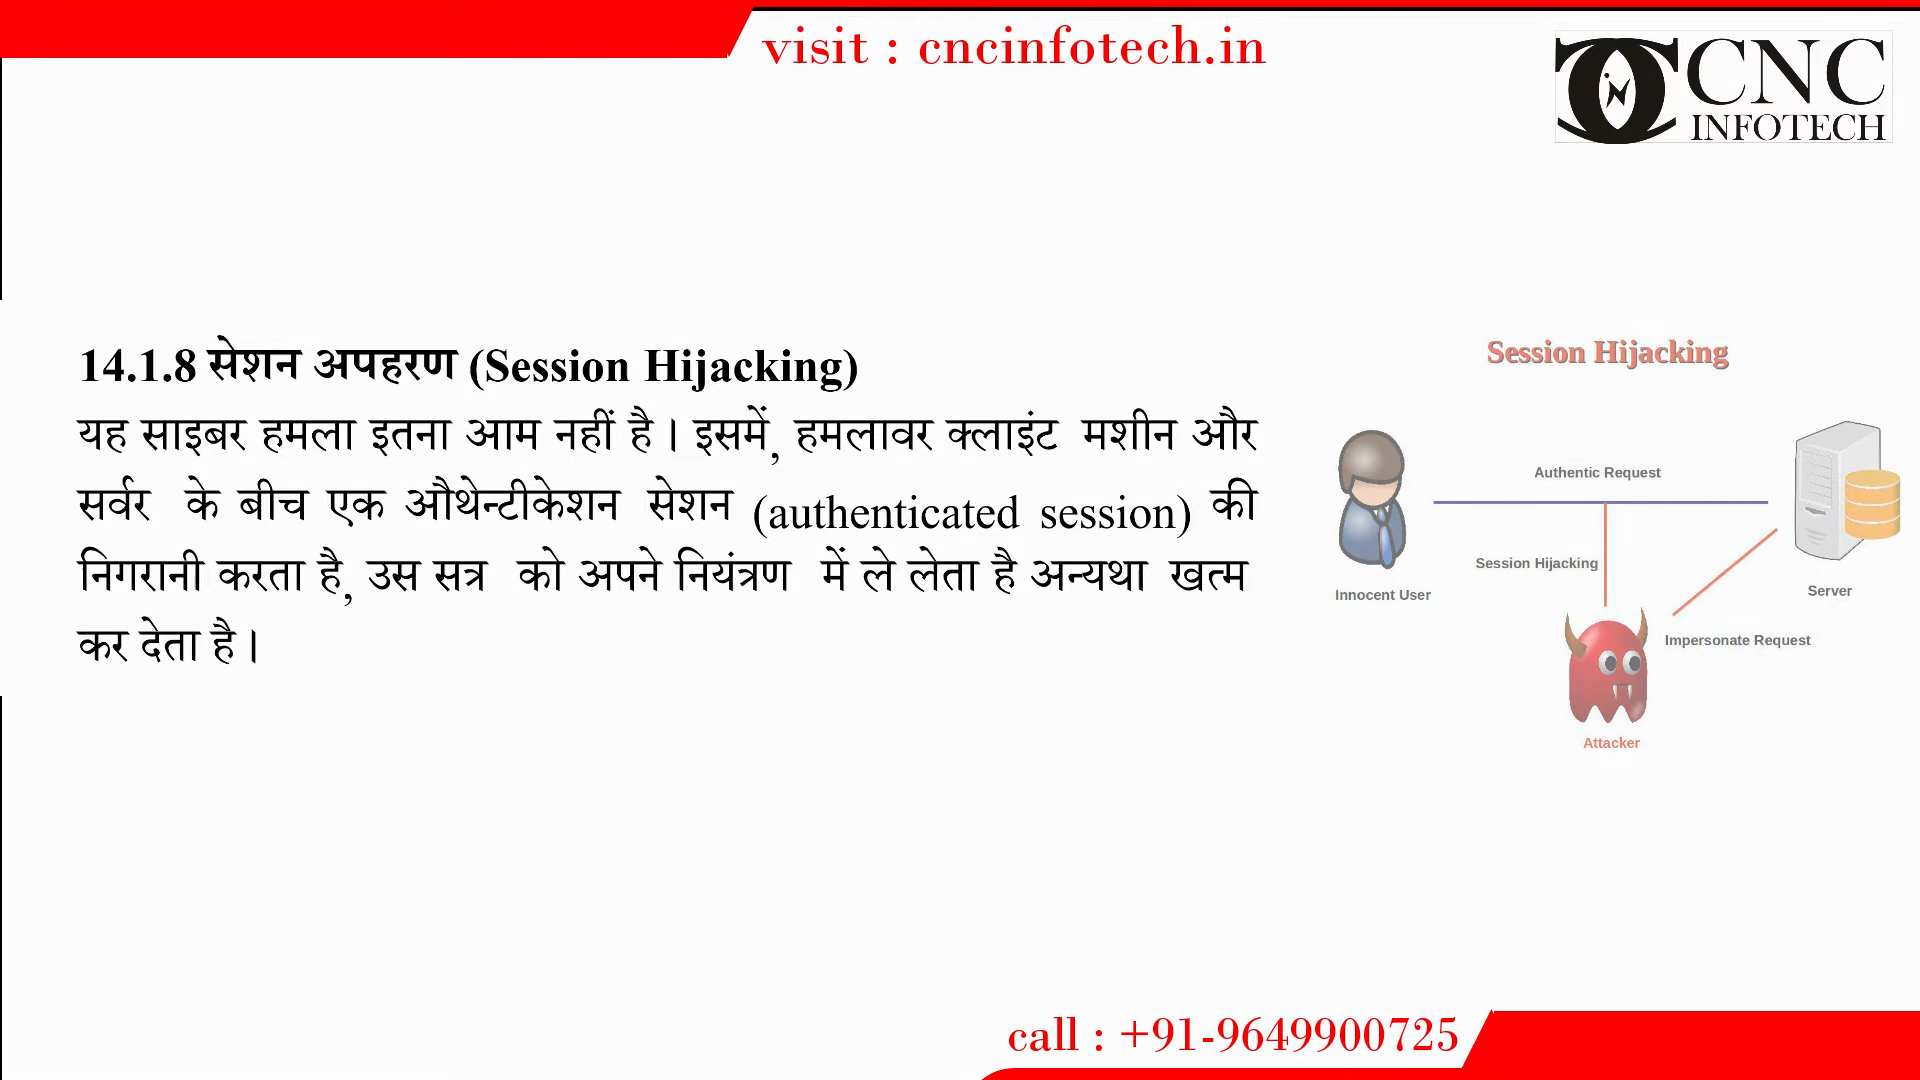 visit : cncinfotech.in
CNC
INFOTECH
14.1.8 सेशन अपहरण (Session Hijacking)
यह साइबर हमला इतना आम नहीं है । इसमें, हमलावर क्लाइंट मशीन और
सर्वर के बीच एक औथेन्टीकेशन सेशन (authenticated session) की
निगरानी करता है, उस सत्र को अपने नियंत्रण में ले लेता है अन्यथा खत्म
कर देता है ।
Session Hijacking
Authentic Request
Session Hijacking
Innocent User
Server
Impersonate Request
Attacker
call : +91-9649900725